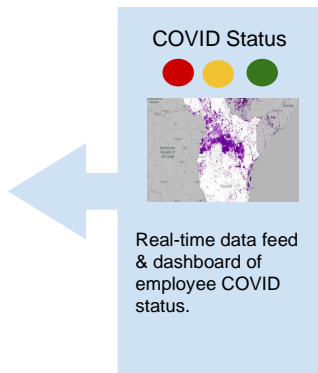 COVID Status
Real-time data feed
& dashboard of
employee COVID
status.